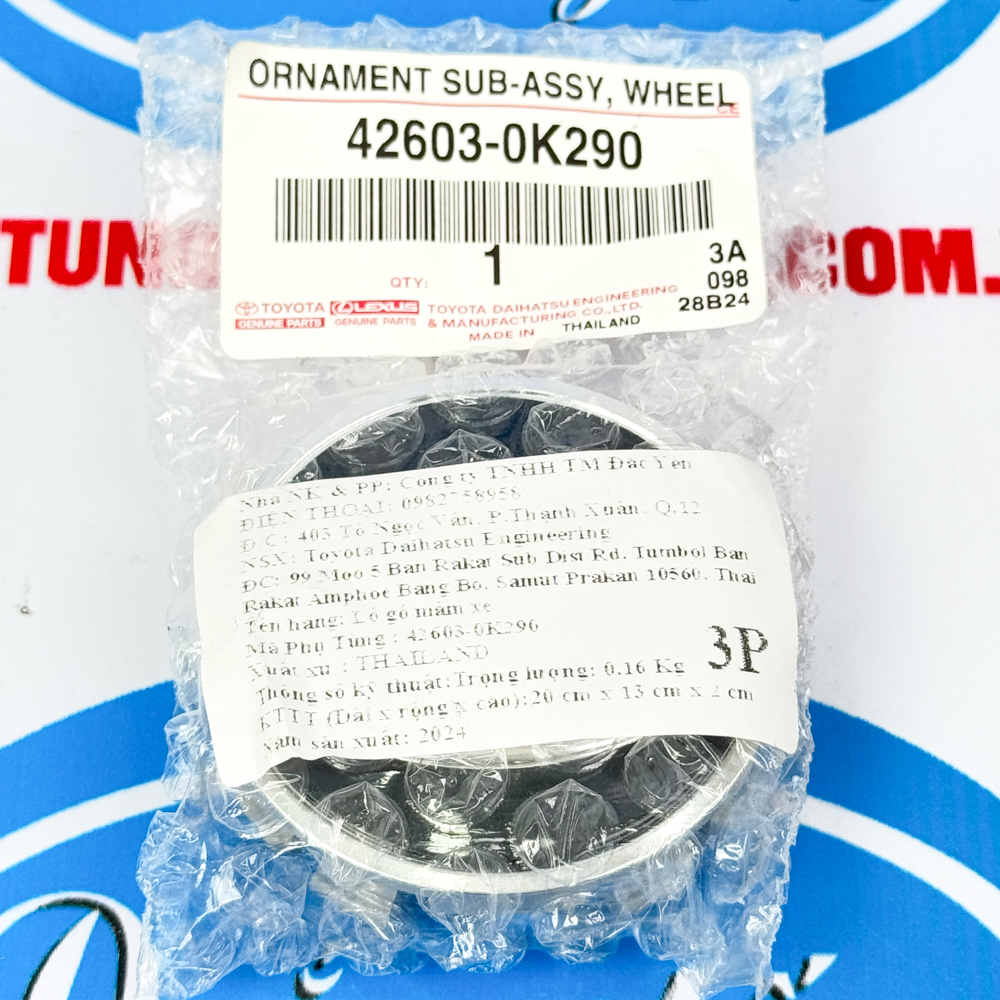 ORNAMENT SUB-ASSY, WHEEL
CE
42603-0K290
TUN
COM.
QTY: 1
3A
098
28B24
TOYOTA LEXUS
GENUINE PARTS GENUINE PARTS
TOYOTA DAIHATSU ENGINEERING
& MANUFACTURING CO.,LTD.
MADE IN THAILAND
Nhà NK & PP: Công ty TNHH TM Đắc Yến
ĐIỆN THOẠI: 0982758958
Đ C: 403 Tô Ngọc Vân, P.Thạnh Xuân, Q.12
NSX: Toyota Daihatsu Engineering
ĐC: 99 Moo 5 Ban Rakat Sub Dist Rd. Tumbol Ban
Rakat Amphoe Bang Bo, Samut Prakan 10560, Thai
Tên hàng: Lô gô mâm xe
Mã Phụ Tùng : 42603-0K290
Xuất xứ : THAILAND
3P
Thông số kỹ thuật:Trọng lượng: 0.16 Kg
KTTT (Dài x rộng x cao):20 cm x 13 cm x 2 cm
Năm sản xuất: 2024